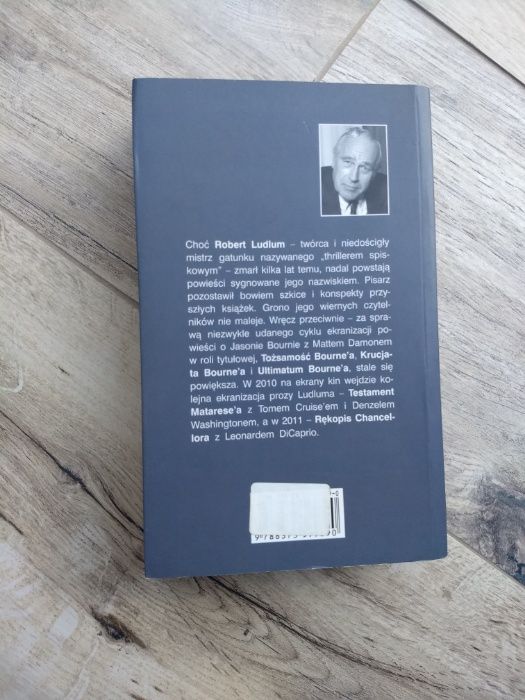 Choć Robert Ludlum – twórca i niedościgły
mistrz gatunku nazywanego „thrillerem spis-
kowym” – zmarł kilka lat temu, nadal powstają
powieści sygnowane jego nazwiskiem. Pisarz
pozostawił bowiem szkice i konspekty przy-
szłych książek. Grono jego wiernych czytel-
ników nie maleje. Wręcz przeciwnie – za spra-
wą niezwykle udanego cyklu ekranizacji po-
wieści o Jasonie Bournie z Mattem Damonem
w roli tytułowej, Tożsamość Bourne'a, Krucja-
ta Bourne'a i Ultimatum Bourne'a, stale się
powiększa. W 2010 na ekrany kin wejdzie ko-
lejna ekranizacja prozy Ludluma – Testament
Matarese'a z Tomem Cruise'em i Denzelem
Washingtonem, a w 2011 – Rękopis Chancel-
lora z Leonardem DiCaprio.